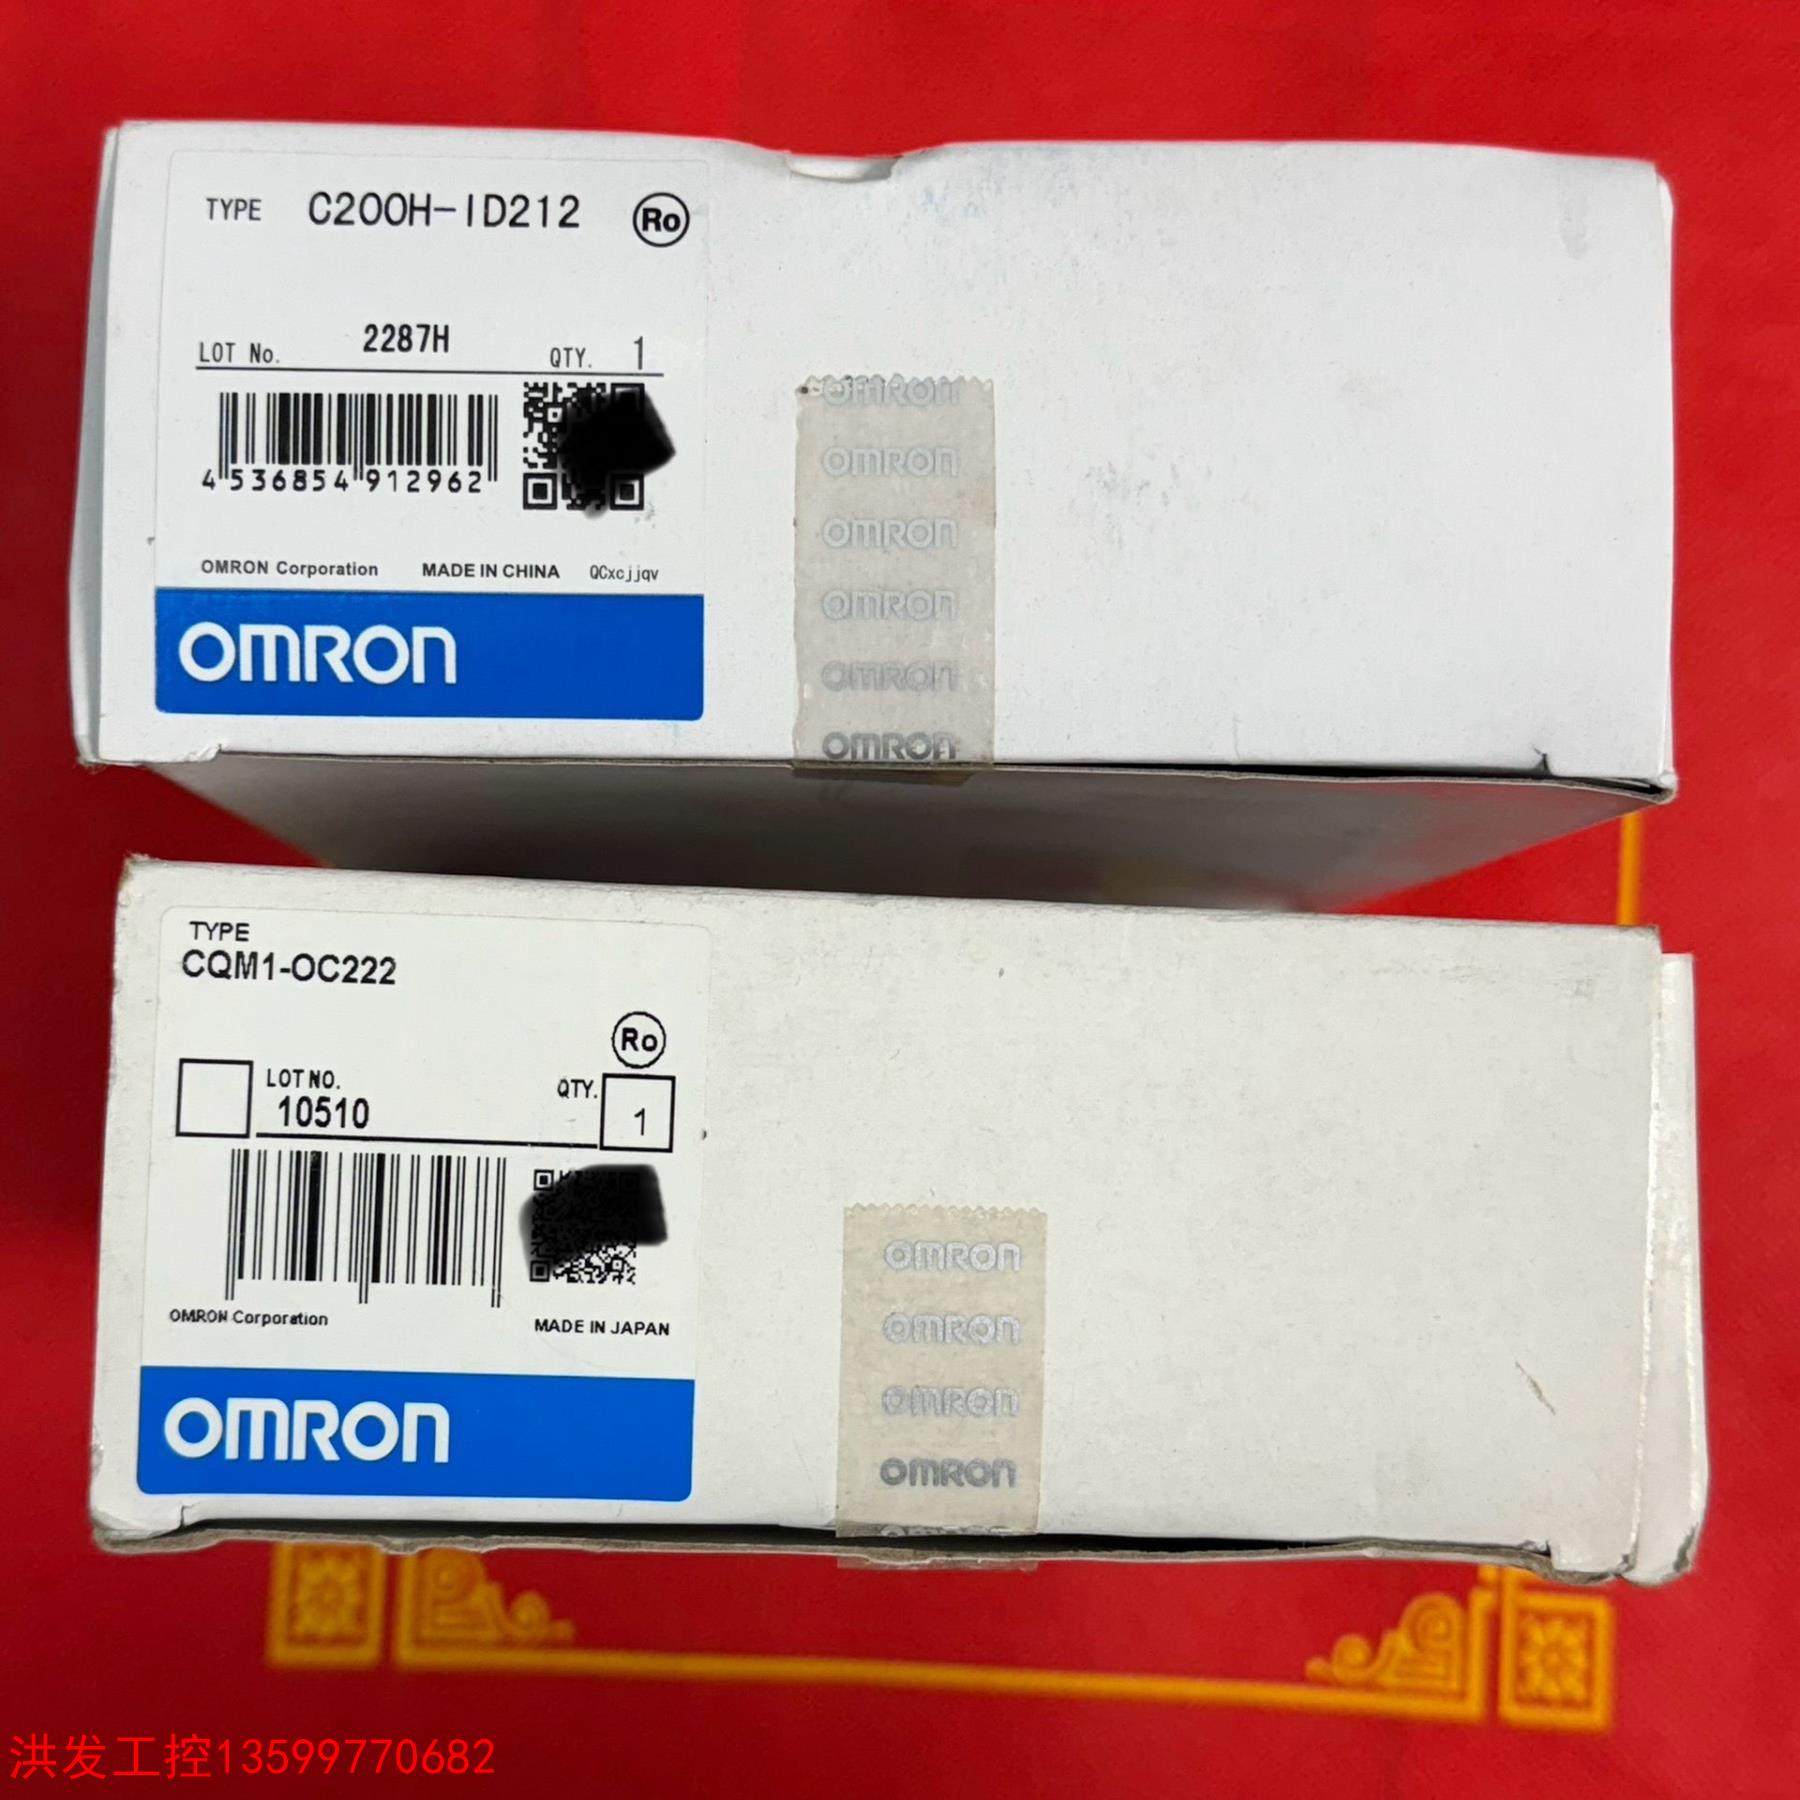 TYPE C200H-ID212 Ro
LOT No. 2287H QTY. 1
4 536854 912962
OMRON Corporation MADE IN CHINA QCxcjjqv
OMRON
OMRON
OMRON
OMRON
OMRON
OMRON
OMRON
TYPE
CQM1-OC222
Ro
LOT NO.
10510
QTY.
1
OMRON Corporation MADE IN JAPAN
OMRON
OMRON
OMRON
OMRON
OMRON
OMRON
洪发工控13599770682